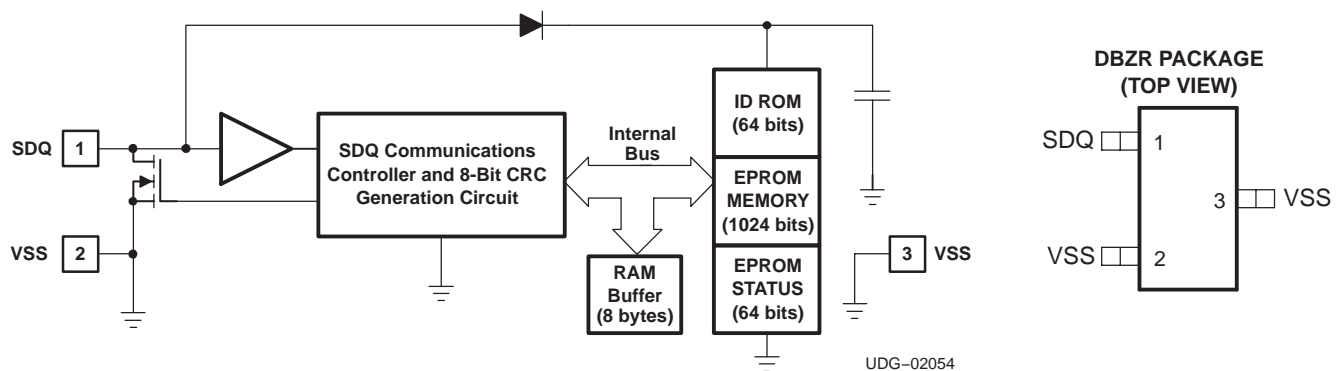 SDQ 1
VSS 2
SDQ Communications
Controller and 8-Bit CRC
Generation Circuit
Internal
Bus
RAM
Buffer
(8 bytes)
ID ROM
(64 bits)
EPROM
MEMORY
(1024 bits)
EPROM
STATUS
(64 bits)
3 VSS
UDG–02054
DBZR PACKAGE
(TOP VIEW)
SDQ 1
3 VSS
VSS 2